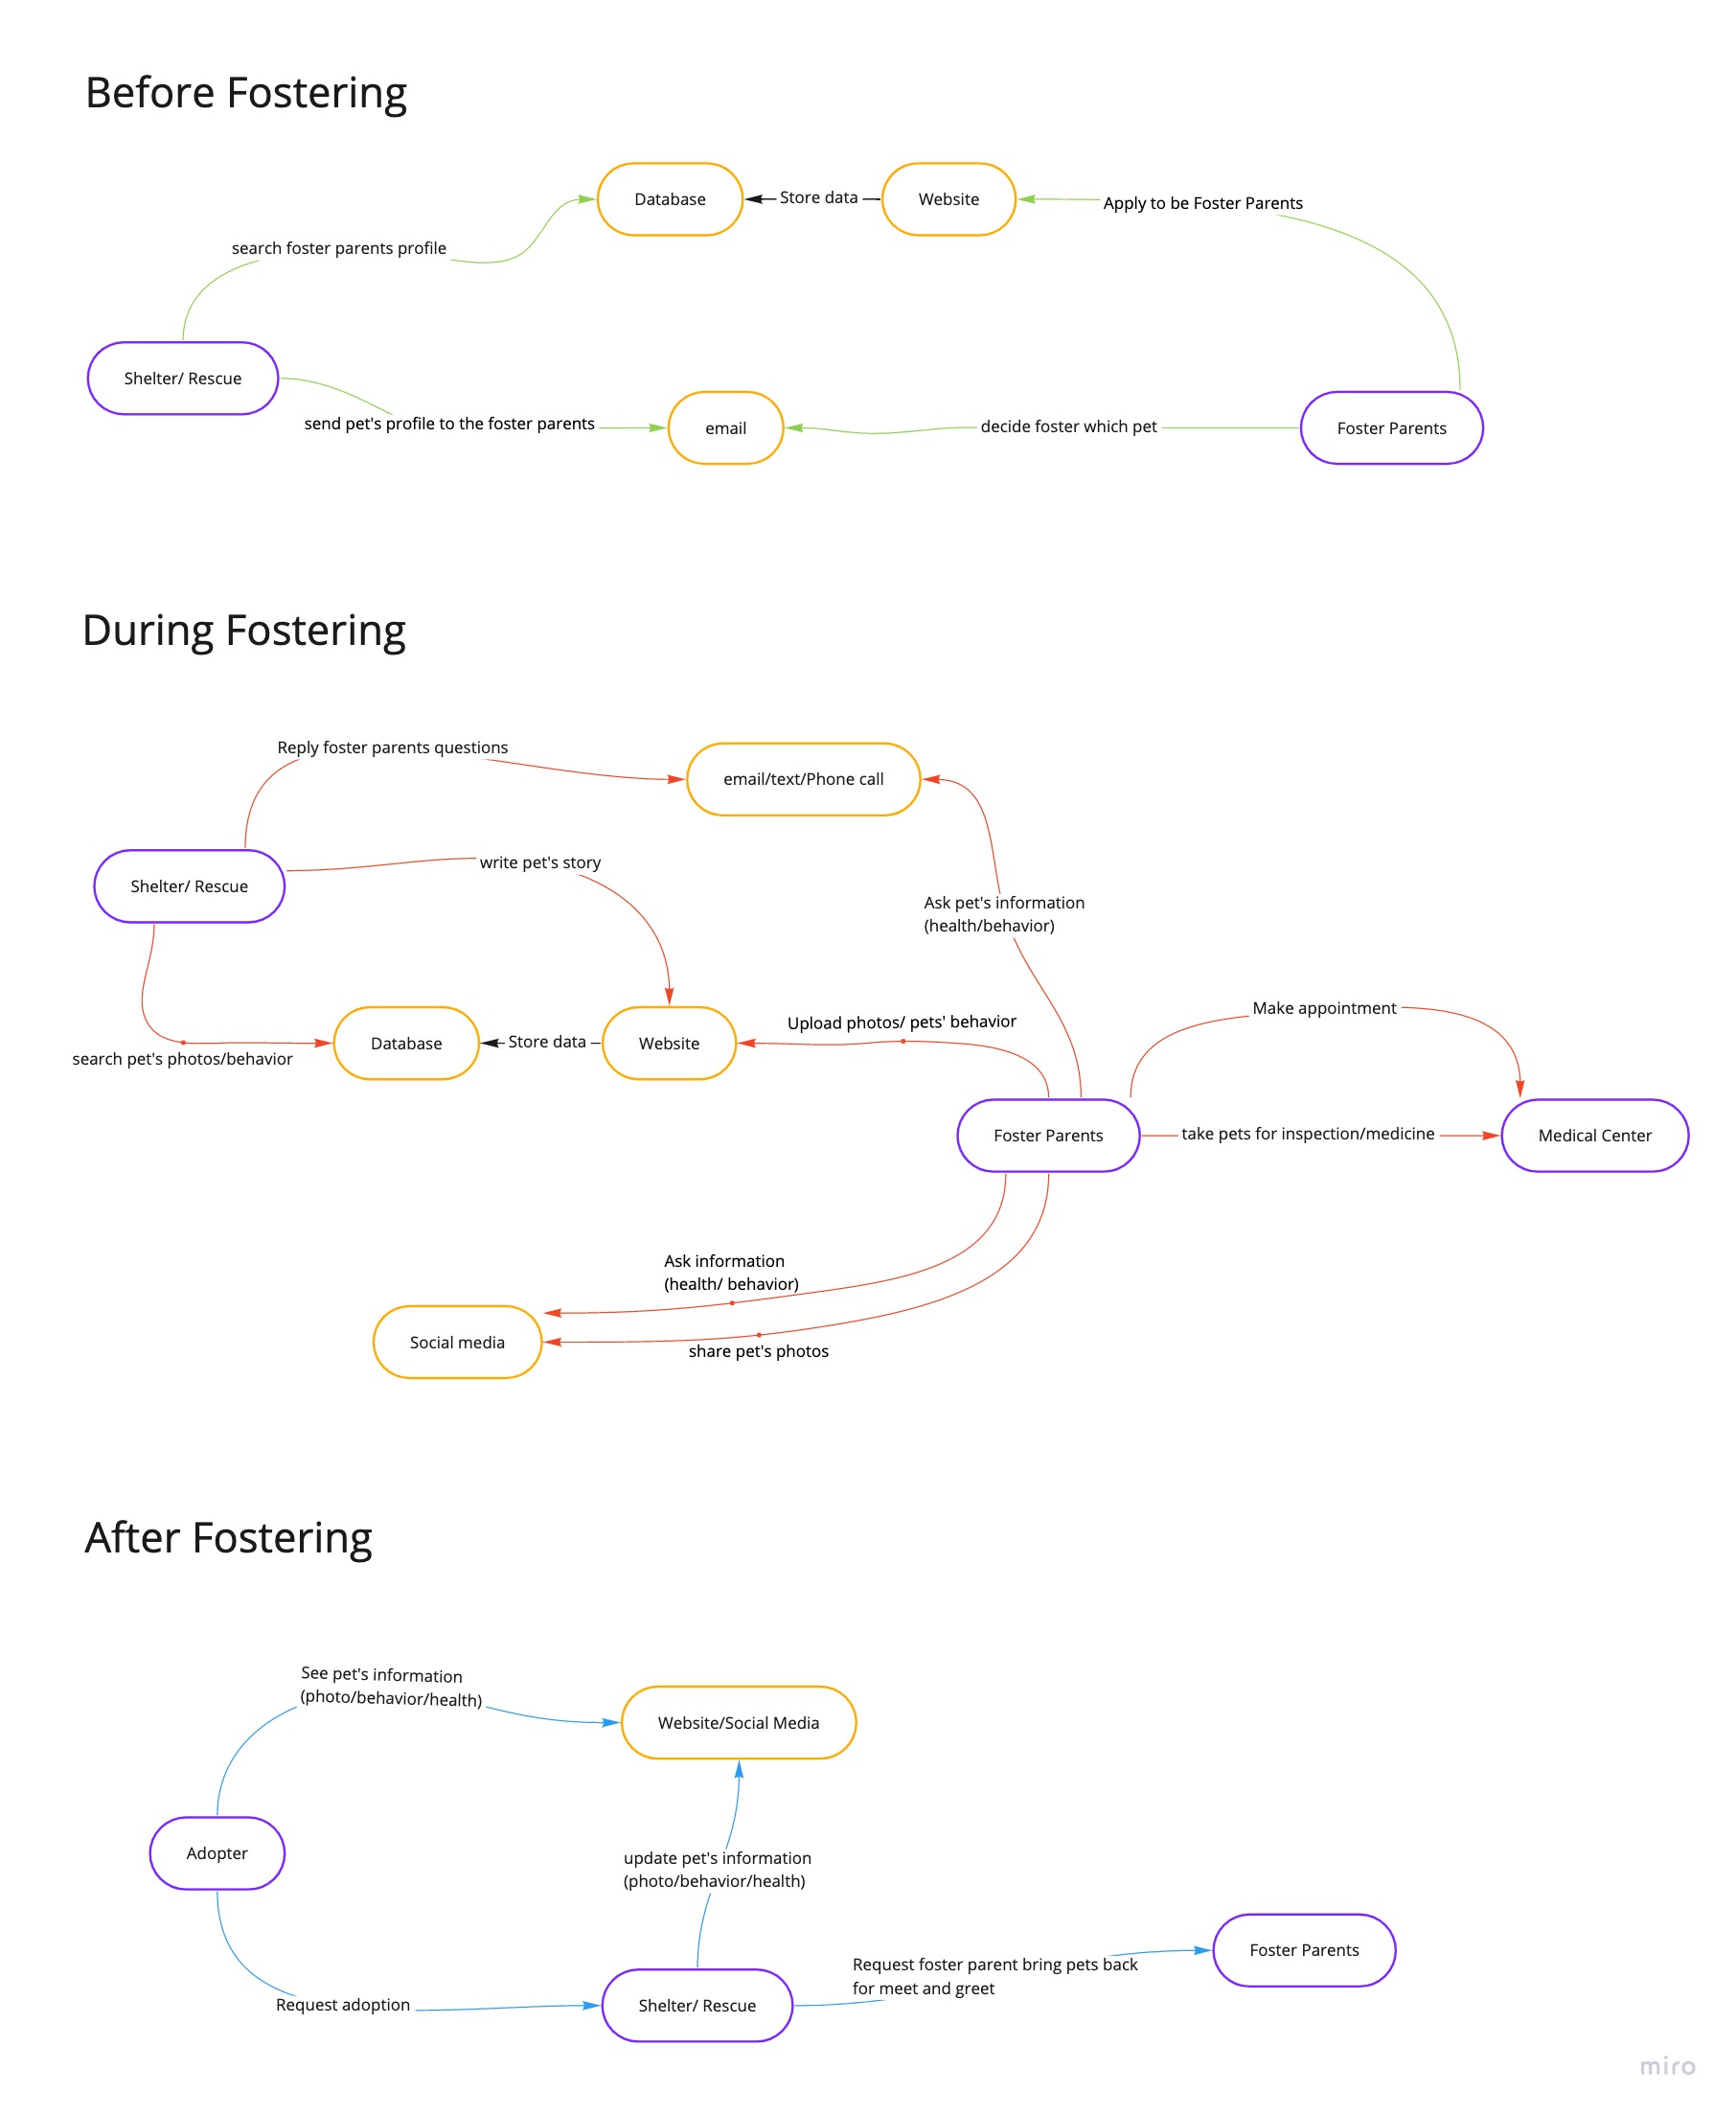 Before Fostering
Database
Store data
Website
Apply to be Foster Parents
search foster parents profile
Shelter/ Rescue
send pet's profile to the foster parents
email
decide foster which pet
Foster Parents
During Fostering
Reply foster parents questions
email/text/Phone call
write pet's story
Shelter/ Rescue
Ask pet's information
(health/behavior)
Make appointment
Upload photos/ pets' behavior
Database
Store data
Website
search pet's photos/behavior
Foster Parents
take pets for inspection/medicine
Medical Center
Ask information
(health/ behavior)
Social media
share pet's photos
After Fostering
See pet's information
(photo/behavior/health)
Website/Social Media
Adopter
update pet's information
(photo/behavior/health)
Foster Parents
Request foster parent bring pets back
for meet and greet
Request adoption
Shelter/ Rescue
miro